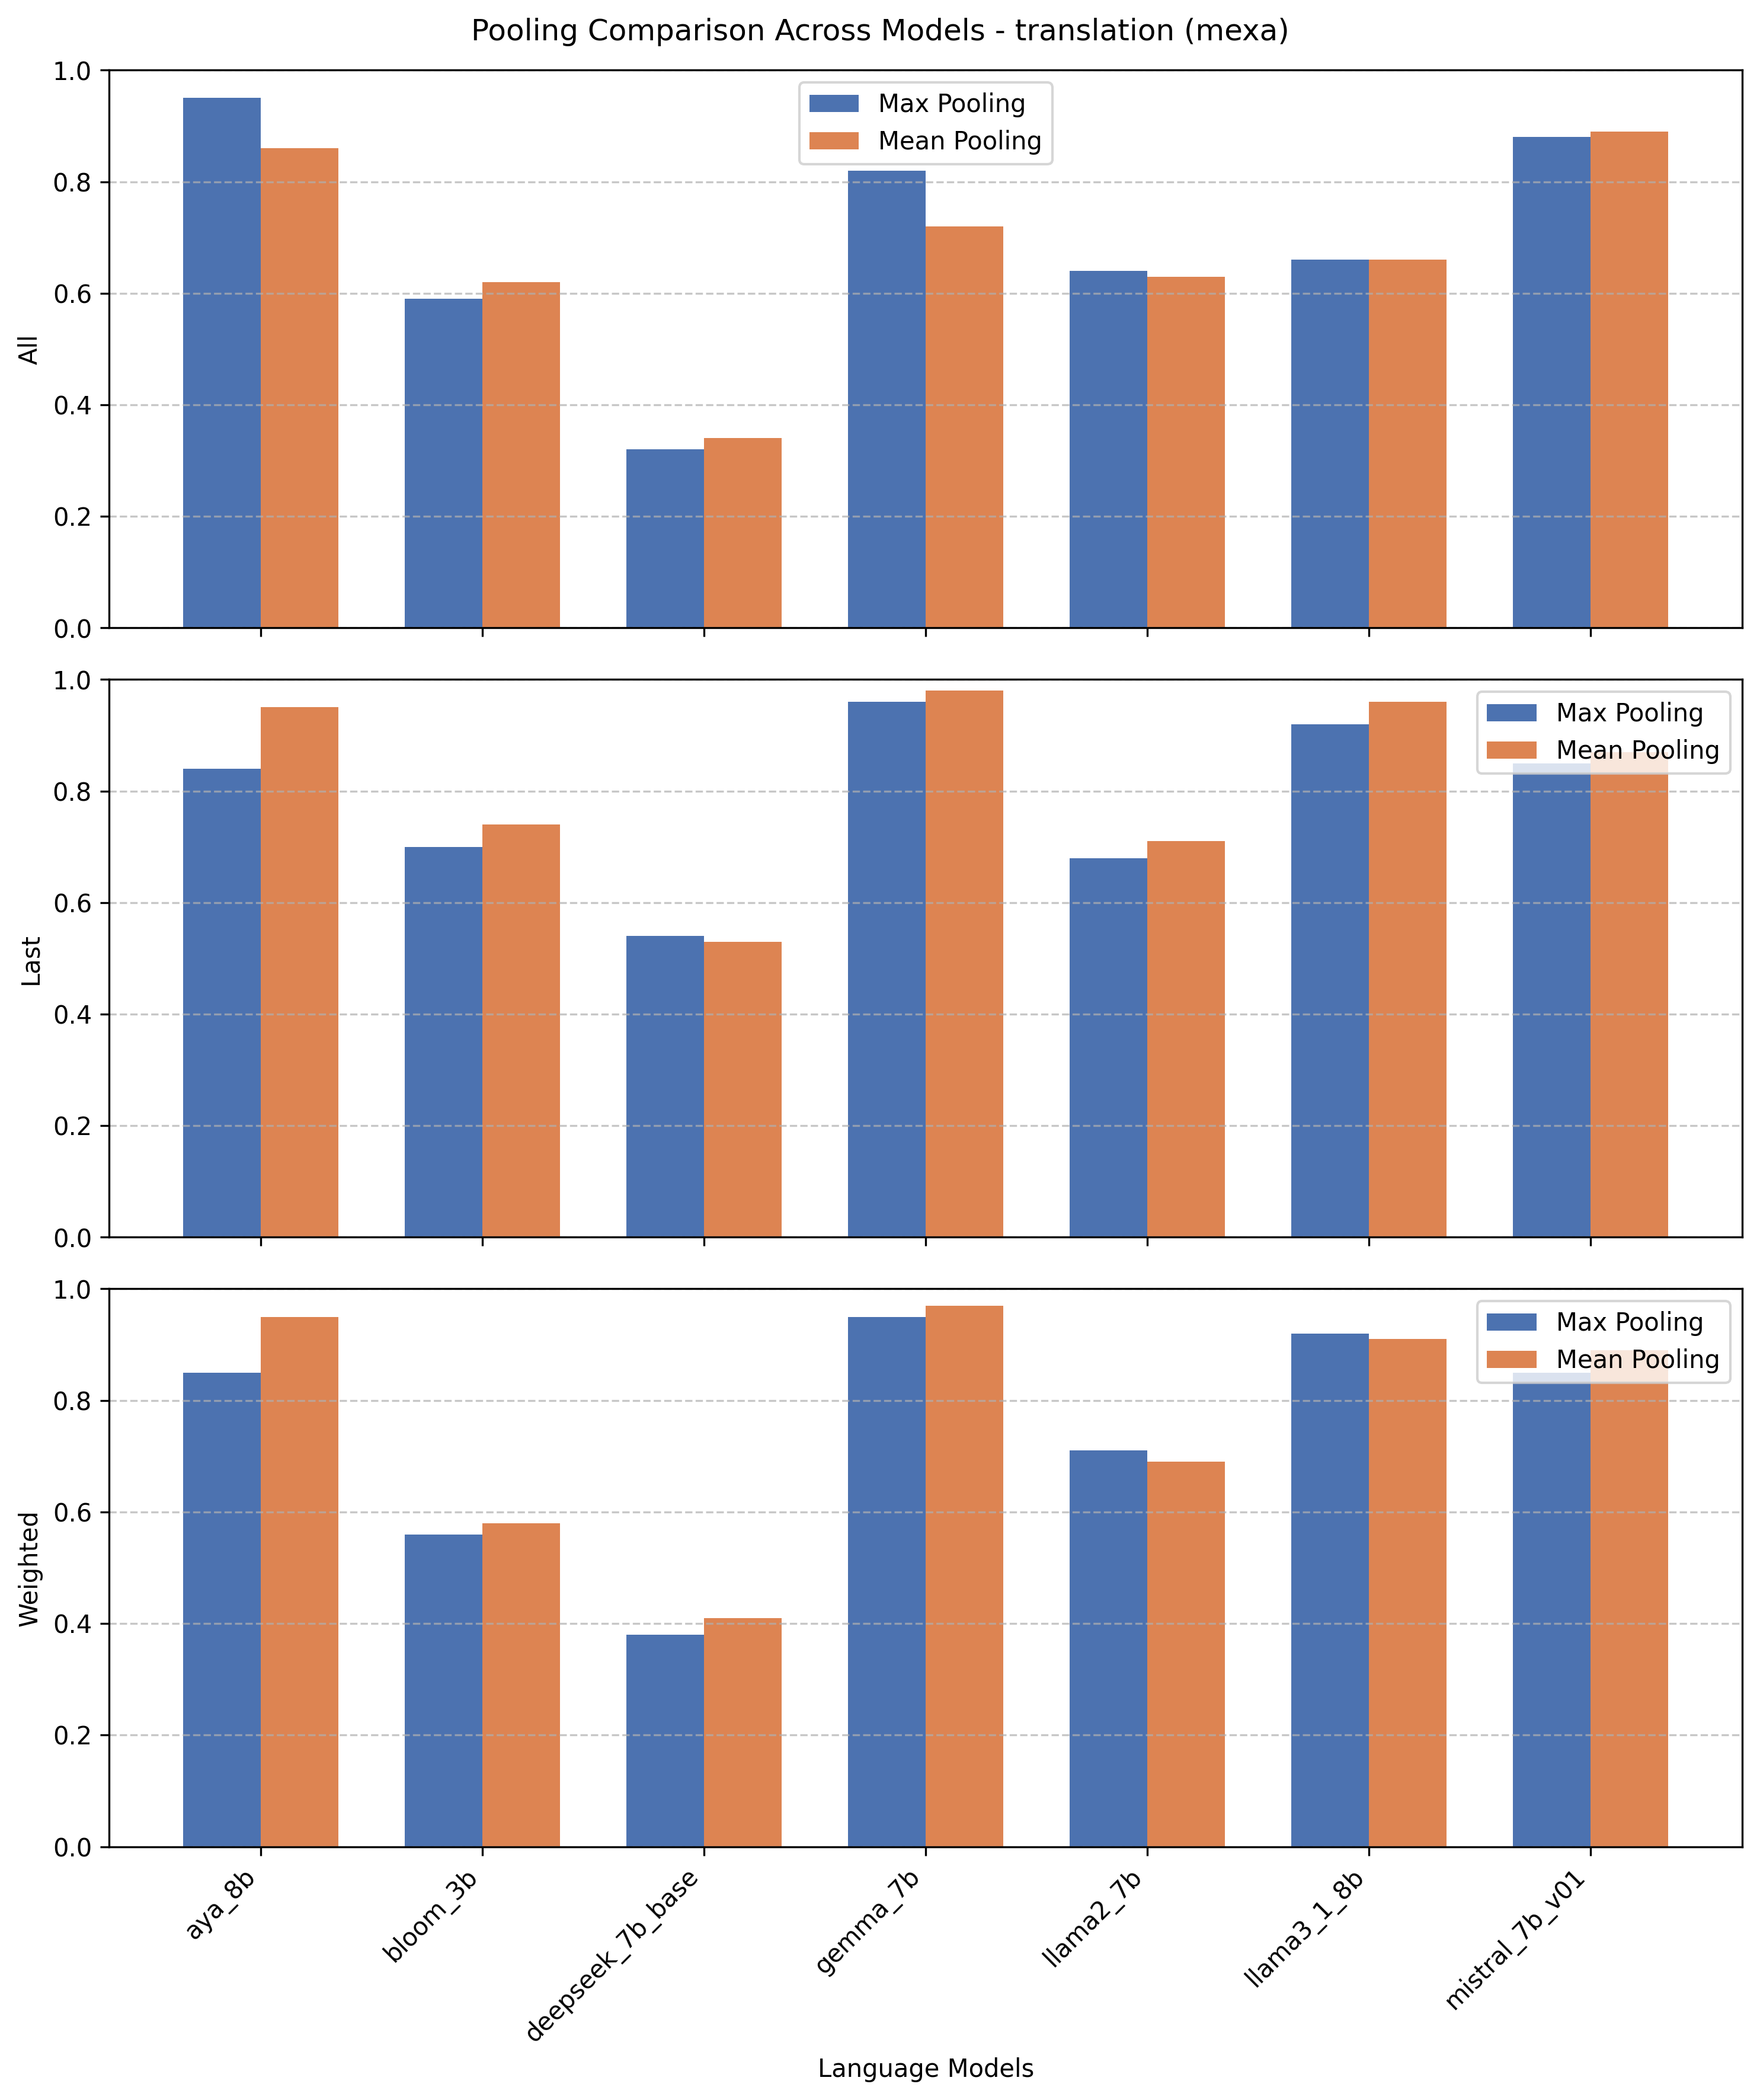 Pooling Comparison Across Models - translation (mexa)
1.0
0.8
0.6
0.4
0.2
0.0
All
Max Pooling
Mean Pooling
1.0
0.8
0.6
0.4
0.2
0.0
Last
Max Pooling
Mean Pooling
1.0
0.8
0.6
0.4
0.2
0.0
Weighted
Max Pooling
Mean Pooling
aya_8b
bloom_3b
deepseek_7b_base
gemma_7b
llama2_7b
llama3_1_8b
mistral_7b_v01
Language Models